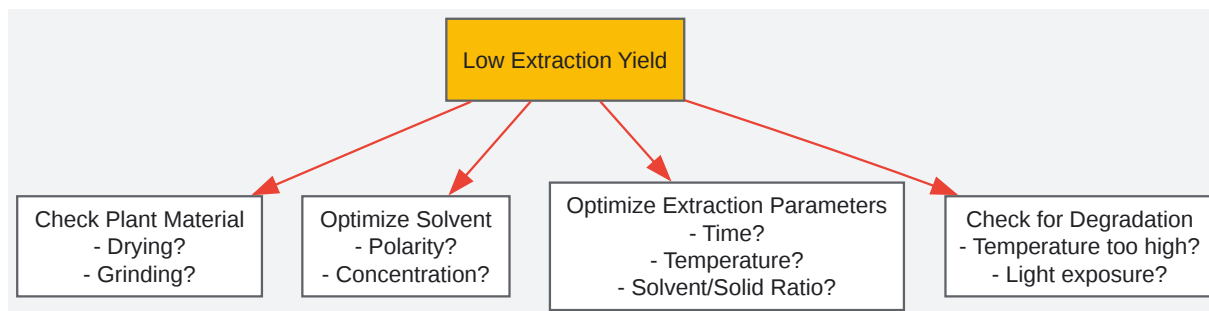 Low Extraction Yield
Check Plant Material
- Drying?
- Grinding?
Optimize Solvent
- Polarity?
- Concentration?
Optimize Extraction Parameters
- Time?
- Temperature?
- Solvent/Solid Ratio?
Check for Degradation
- Temperature too high?
- Light exposure?